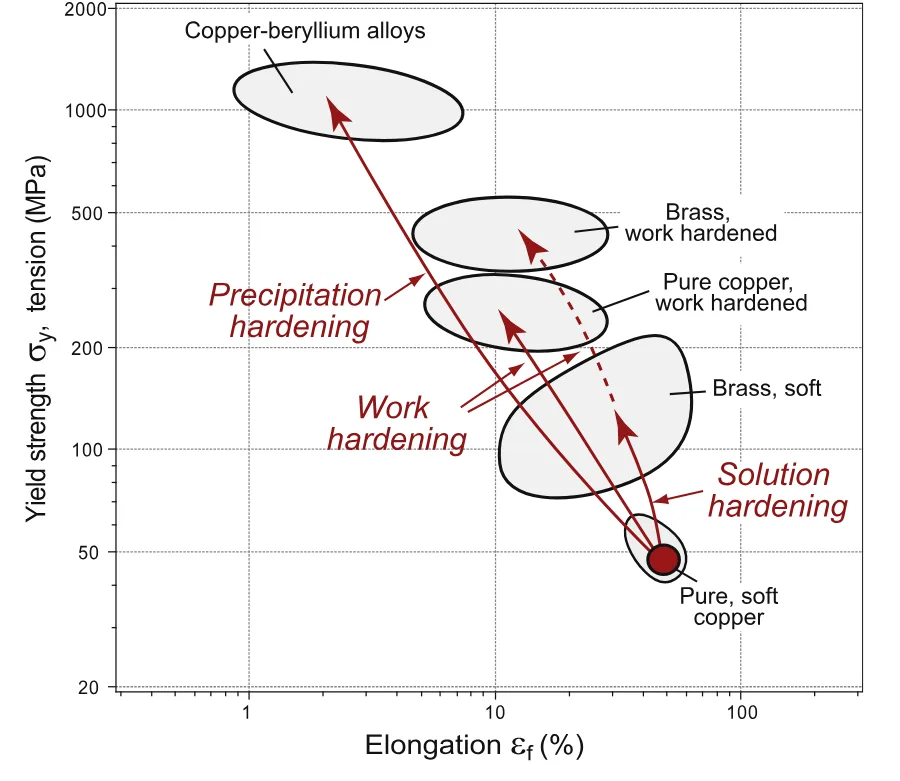 2000
Copper-beryllium alloys
1000
500
Brass,
work hardened
Pure copper,
work hardened
Precipitation
hardening
200
Brass, soft
Work
hardening
100
Solution
hardening
50
Pure, soft
copper
20
Yield strength σy, tension (MPa)
1 10 100
Elongation εf (%)